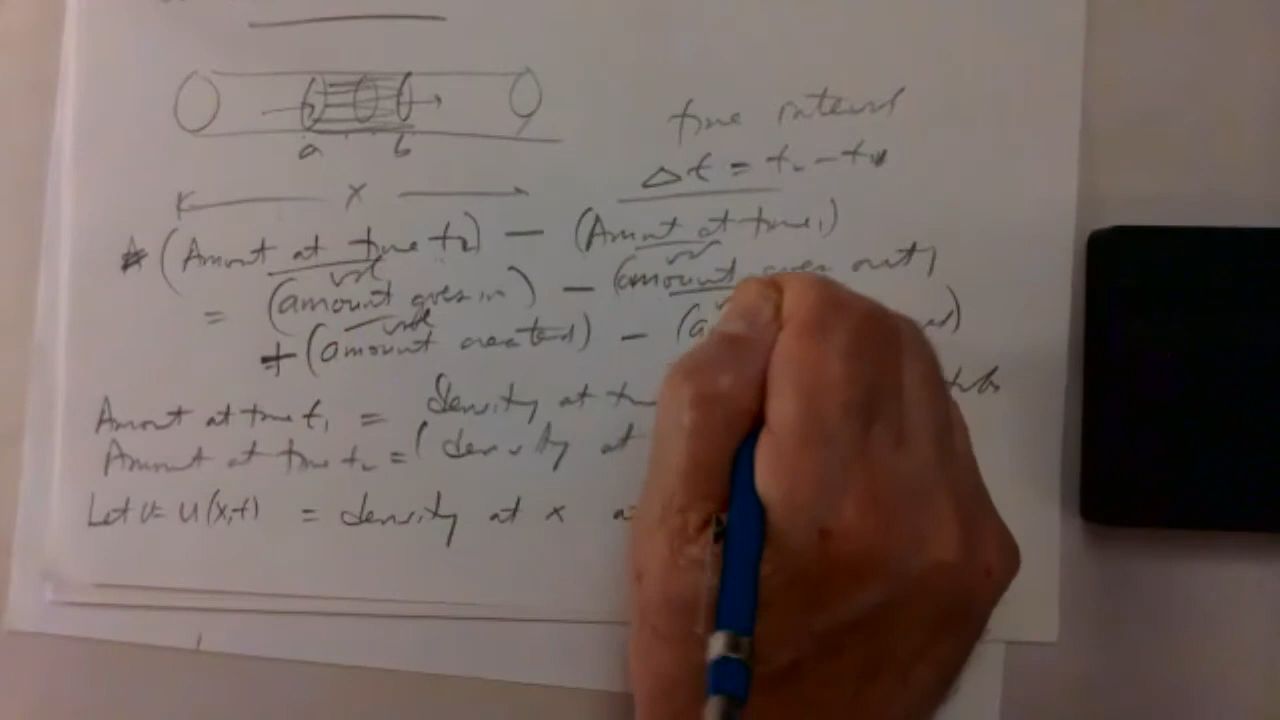 time interval
a b
Δt = t₂ - t₁
x
* (Amount at time t₂) — (Amount at time₁)
= (amount goes in) — (amount goes out)
+ (amount created) — (a
Amount at time t₁ = density at
Amount at time t₂ = (density at
Let U = u(x,t) = density at x